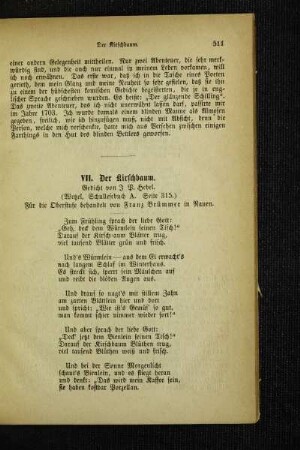 Der Kirschbaum. 511
einer andern Gelegenheit mittheilen. Nur zwei Abenteuer, die sehr merk-
würdig sind, und die auch nur einmal in meinem Leben vorkamen, will
ich noch erwähnen. Das erste war, daß ich in die Tasche eines Poeten
gerieth, dem mein Glanz und meine Neuheit so sehr gefielen, daß sie ihn
zu einem der hübschesten komischen Gedichte begeisterten, die je in eng-
lischer Sprache geschrieben wurden. Es heißt „Der glänzende Schilling“.
Das zweite Abenteuer, das ich nicht unerwähnt lassen darf, passirte mir
im Jahre 1703. Ich wurde damals einem blinden Manne als Almosen
gegeben, freilich, wie ich hinzufügen muß, nicht mit Absicht, denn die
Person, welche mich verschenkte, hatte mich aus Versehen zwischen einigen
Farthings in den Hut des blinden Bettlers geworfen.
VII. Der Kirschbaum.
Gedicht von J. P. Hebel.
(Wetzel, Schullesebuch A. Seite 315.)
Für die Oberstufe behandelt von Franz Brümmer in Nauen.
Zum Frühling sprach der liebe Gott:
„Geh, deck dem Würmlein seinen Tisch!“
Darauf der Kirschbaum Blätter trug,
viel tausend Blätter grün und frisch.
Und's Würmlein — aus dem Ei erwacht's
nach langem Schlaf im Winterhaus.
Es streckt sich, sperrt sein Mäulchen auf
und reibt die blöden Augen aus.
Und drauf so nagt's mit stillem Zahn
am zarten Blättlein hier und dort
und spricht: „Wie ist's Gemüs' so gut,
man kommt schier nimmer wieder fort!“
Und aber sprach der liebe Gott:
„Deck' jetzt dem Bienlein seinen Tisch!“
Darauf der Kirschbaum Blüthen trug,
viel tausend Blüthen weiß und frisch.
Und bei der Sonne Morgenlicht
schaut's Bienlein, und es fliegt heran
und denkt: „Das wird mein Kaffee sein,
sie haben kostbar Porzellan.